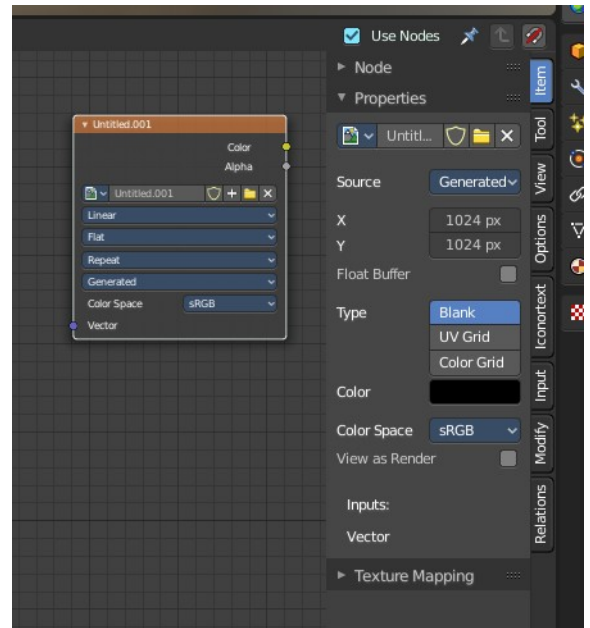 Use Nodes
Node
Properties
Untitl...
Source
Generated
X
1024 px
Y
1024 px
Float Buffer
Type
Blank
UV Grid
Color Grid
Color
Color Space
sRGB
View as Render
Inputs:
Vector
Texture Mapping
Item
Tool
View
Options
Iconortext
Input
Modify
Relations
Untitled.001
Color
Alpha
Untitled.001
Linear
Flat
Repeat
Generated
Color Space
sRGB
Vector